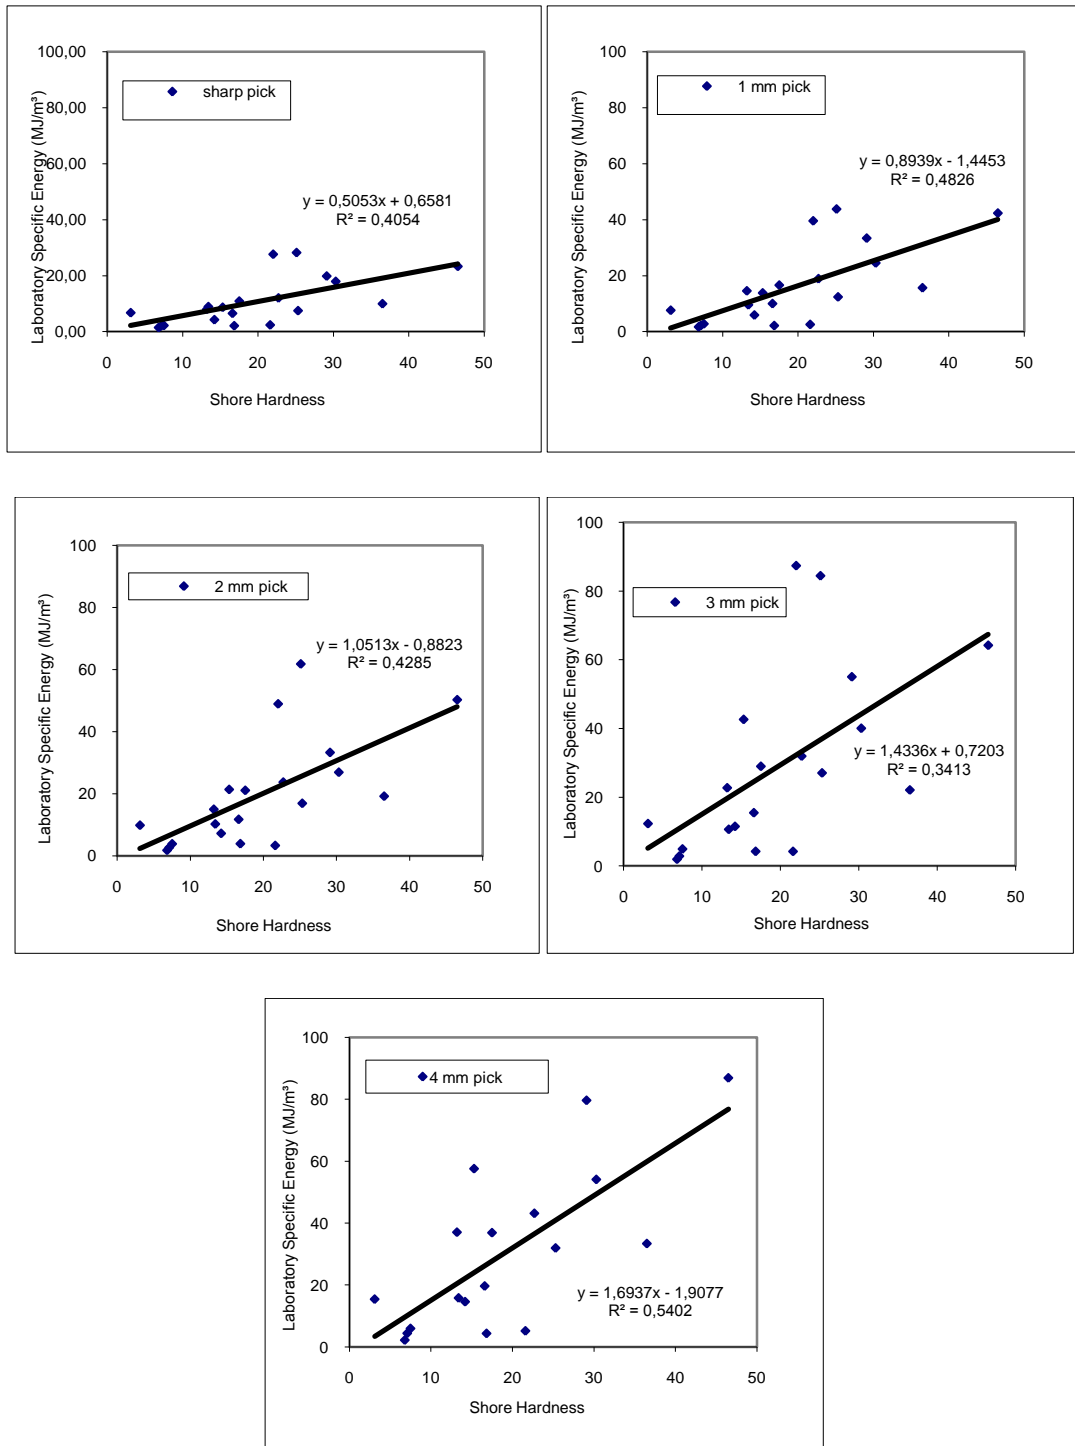 100,00
80,00
60,00
40,00
20,00
0,00
Laboratory Specific Energy (MJ/m³)
sharp pick
y = 0,5053x + 0,6581
R² = 0,4054
0 10 20 30 40 50
Shore Hardness
100
80
60
40
20
0
Laboratory Specific Energy (MJ/m³)
1 mm pick
y = 0,8939x - 1,4453
R² = 0,4826
0 10 20 30 40 50
Shore Hardness
100
80
60
40
20
0
Laboratory Specific Energy (MJ/m³)
2 mm pick
y = 1,0513x - 0,8823
R² = 0,4285
0 10 20 30 40 50
Shore Hardness
100
80
60
40
20
0
Laboratory Specific Energy (MJ/m³)
3 mm pick
y = 1,4336x + 0,7203
R² = 0,3413
0 10 20 30 40 50
Shore Hardness
100
80
60
40
20
0
Laboratory Specific Energy (MJ/m³)
4 mm pick
y = 1,6937x - 1,9077
R² = 0,5402
0 10 20 30 40 50
Shore Hardness